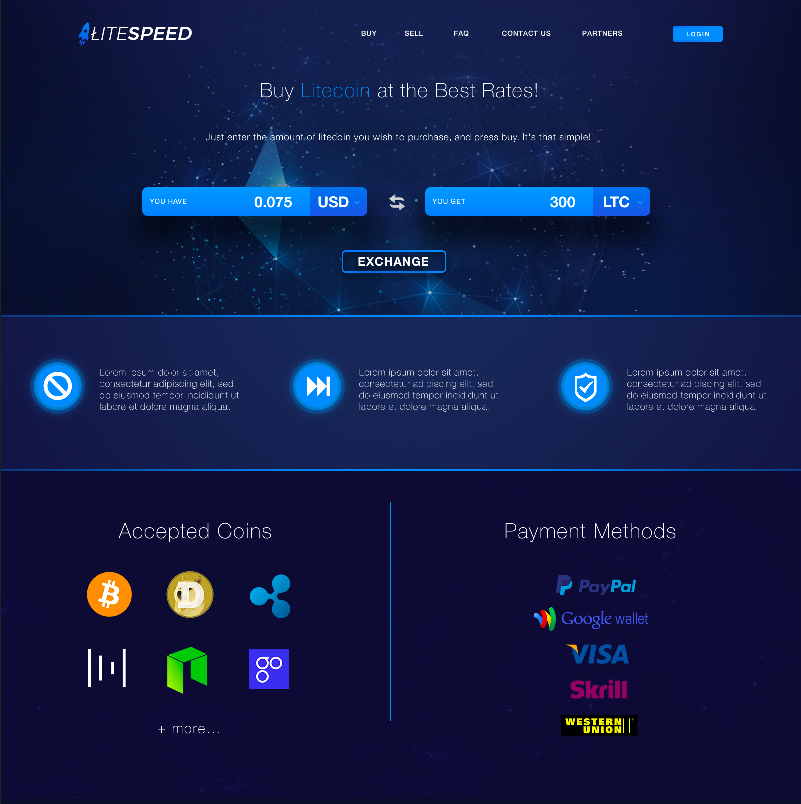 LITESPEED
BUY SELL FAQ CONTACT US PARTNERS LOGIN
Buy Litecoin at the Best Rates!
Just enter the amount of litecoin you wish to purchase, and press buy. It's that simple!
YOU HAVE 0.075 USD
YOU GET 300 LTC
EXCHANGE
Lorem ipsum dolor sit amet,
consectetur adipiscing elit, sed
do eiusmod tempor incididunt ut
labore et dolore magna aliqua.
Lorem ipsum dolor sit amet,
consectetur adipiscing elit, sed
do eiusmod tempor incididunt ut
labore et dolore magna aliqua.
Lorem ipsum dolor sit amet,
consectetur adipiscing elit, sed
do eiusmod tempor incididunt ut
labore et dolore magna aliqua.
Accepted Coins
D
go
+ more...
Payment Methods
PayPal
Google wallet
VISA
Skrill
WESTERN
UNION